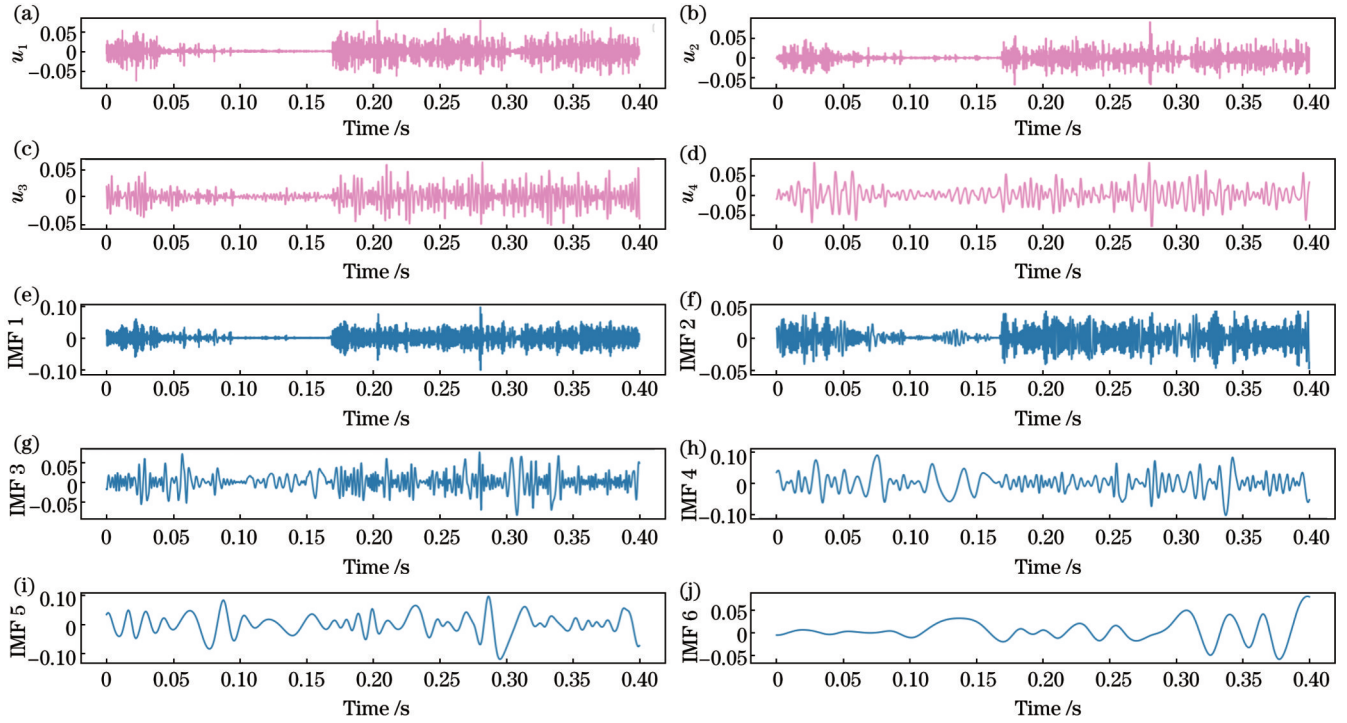 (a) (b)
u1 0.05 0 −0.05
0 0.05 0.10 0.15 0.20 0.25 0.30 0.35 0.40
Time /s
u2 0.05 0 −0.05
0 0.05 0.10 0.15 0.20 0.25 0.30 0.35 0.40
Time /s
(c) (d)
u3 0.05 0 −0.05
0 0.05 0.10 0.15 0.20 0.25 0.30 0.35 0.40
Time /s
u4 0.05 0 −0.05
0 0.05 0.10 0.15 0.20 0.25 0.30 0.35 0.40
Time /s
(e) (f)
IMF 1 0.10 0 −0.10
0 0.05 0.10 0.15 0.20 0.25 0.30 0.35 0.40
Time /s
IMF 2 0.05 0 −0.05
0 0.05 0.10 0.15 0.20 0.25 0.30 0.35 0.40
Time /s
(g) (h)
IMF 3 0.05 0 −0.05
0 0.05 0.10 0.15 0.20 0.25 0.30 0.35 0.40
Time /s
IMF 4 0.10 0 −0.10
0 0.05 0.10 0.15 0.20 0.25 0.30 0.35 0.40
Time /s
(i) (j)
IMF 5 0.10 0 −0.10
0 0.05 0.10 0.15 0.20 0.25 0.30 0.35 0.40
Time /s
IMF 6 0.05 0 −0.05
0 0.05 0.10 0.15 0.20 0.25 0.30 0.35 0.40
Time /s